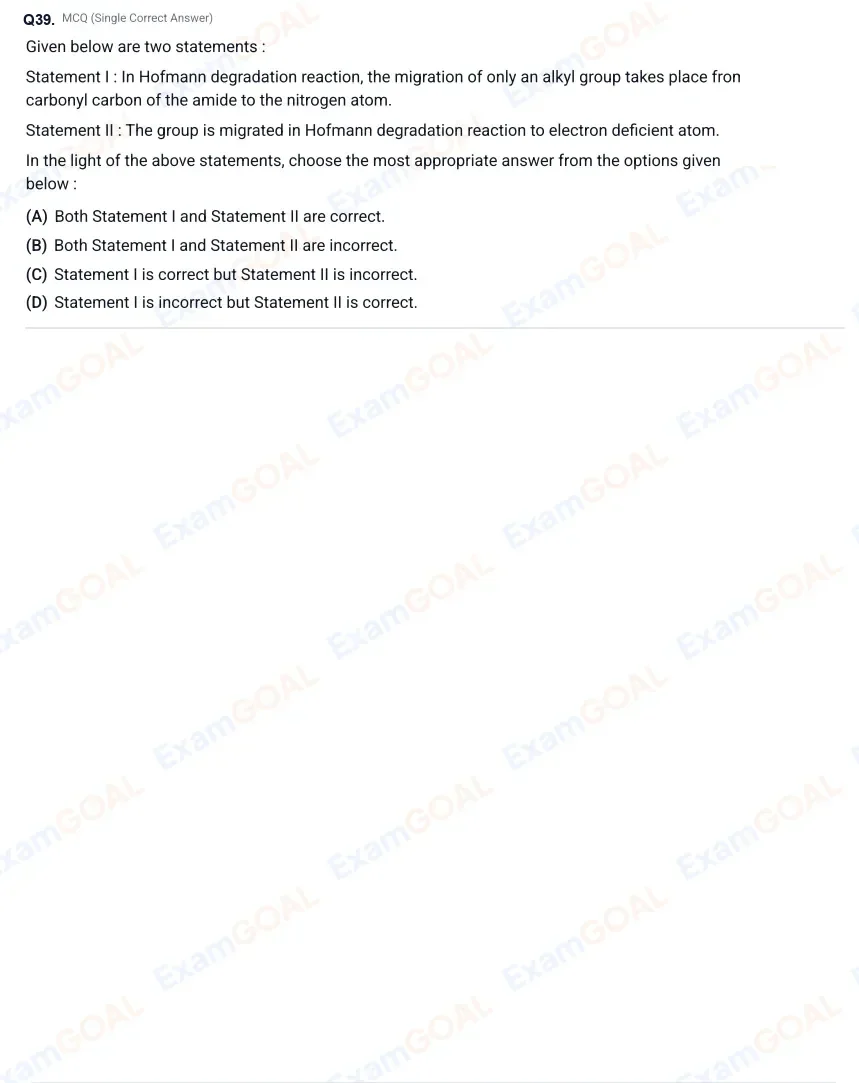 Q39. MCQ (Single Correct Answer)
Given below are two statements :
Statement I : In Hofmann degradation reaction, the migration of only an alkyl group takes place fron
carbonyl carbon of the amide to the nitrogen atom.
Statement II : The group is migrated in Hofmann degradation reaction to electron deficient atom.
In the light of the above statements, choose the most appropriate answer from the options given
below :
(A) Both Statement I and Statement II are correct.
(B) Both Statement I and Statement II are incorrect.
(C) Statement I is correct but Statement II is incorrect.
(D) Statement I is incorrect but Statement II is correct.